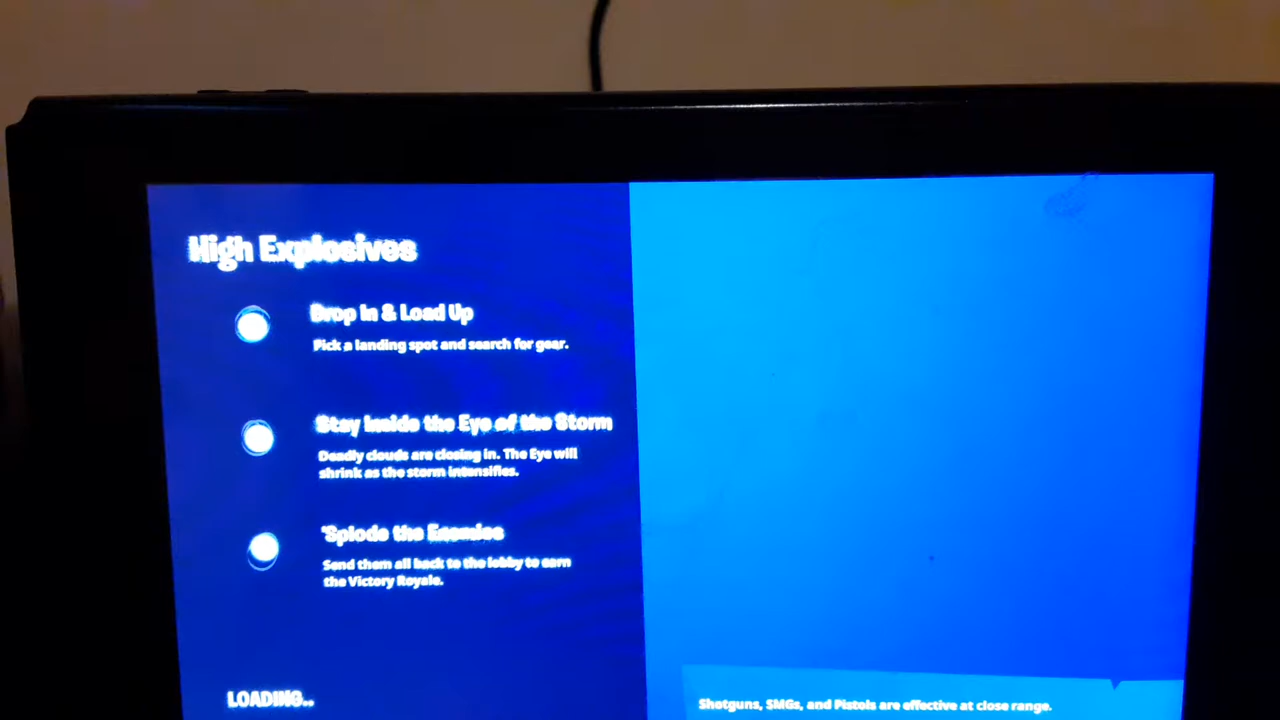 High Explosives
Drop In & Load Up
Pick a landing spot and search for gear.
Stay Inside the Eye of the Storm
Deadly clouds are closing in. The Eye will
shrink as the storm intensifies.
'Splode the Enemies
Send them all back to the lobby to earn
the Victory Royale.
LOADING..
Shotguns, SMGs, and Pistols are effective at close range.